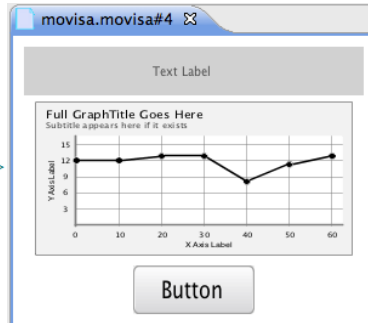 movisa.movisa#4
Text Label
Full GraphTitle Goes Here
Subtitle appears here if it exists
15
12
9
6
3
Y Axis Label
0 10 20 30 40 50 60
X Axis Label
Button